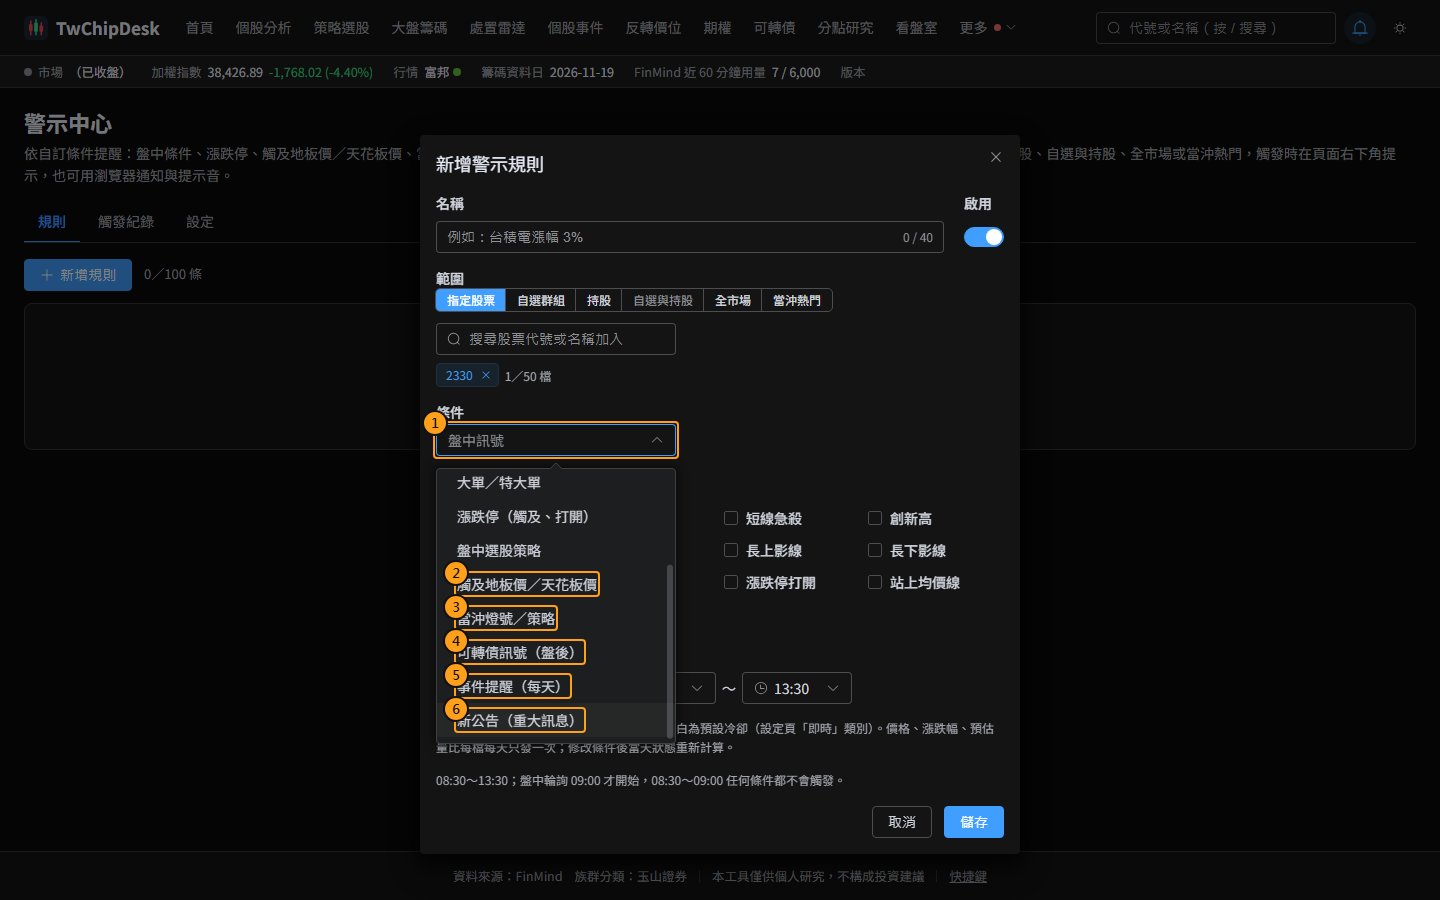 TwChipDesk 首頁 個股分析 策略選股 大盤籌碼 處置雷達 個股事件 反轉價位 期權 可轉債 分點研究 看盤室 更多 代號或名稱（按 / 搜尋）
市場 （已收盤） 加權指數 38,426.89 -1,768.02 (-4.40%) 行情 富邦 籌碼資料日 2026-11-19 FinMind 近 60 分鐘用量 7 / 6,000 版本
警示中心
依自訂條件提醒：盤中條件、漲跌停、觸及地板價／天花板價、 股、自選與持股、全市場或當沖熱門，觸發時在頁面右下角提
示，也可用瀏覽器通知與提示音。
規則 觸發紀錄 設定
新增規則 0／100 條
新增警示規則
名稱 啟用
例如：台積電漲幅 3% 0 / 40
範圍
指定股票 自選群組 持股 自選與持股 全市場 當沖熱門
搜尋股票代號或名稱加入
2330 1／50 檔
條件
1
盤中訊號
大單／特大單
漲跌停（觸及、打開） 短線急殺 創新高
盤中選股策略 長上影線 長下影線
2 觸及地板價／天花板價 漲跌停打開 站上均價線
3 當沖燈號／策略
4 可轉債訊號（盤後）
5 事件提醒（每天） ～ 13:30
6 新公告（重大訊息） 白為預設冷卻（設定頁「即時」類別）。價格、漲跌幅、預估
量比每檔每天只發一次；修改條件後當天狀態重新計算。
08:30～13:30；盤中輪詢 09:00 才開始，08:30～09:00 任何條件都不會觸發。
取消 儲存
資料來源：FinMind 族群分類：玉山證券 本工具僅供個人研究，不構成投資建議 快捷鍵